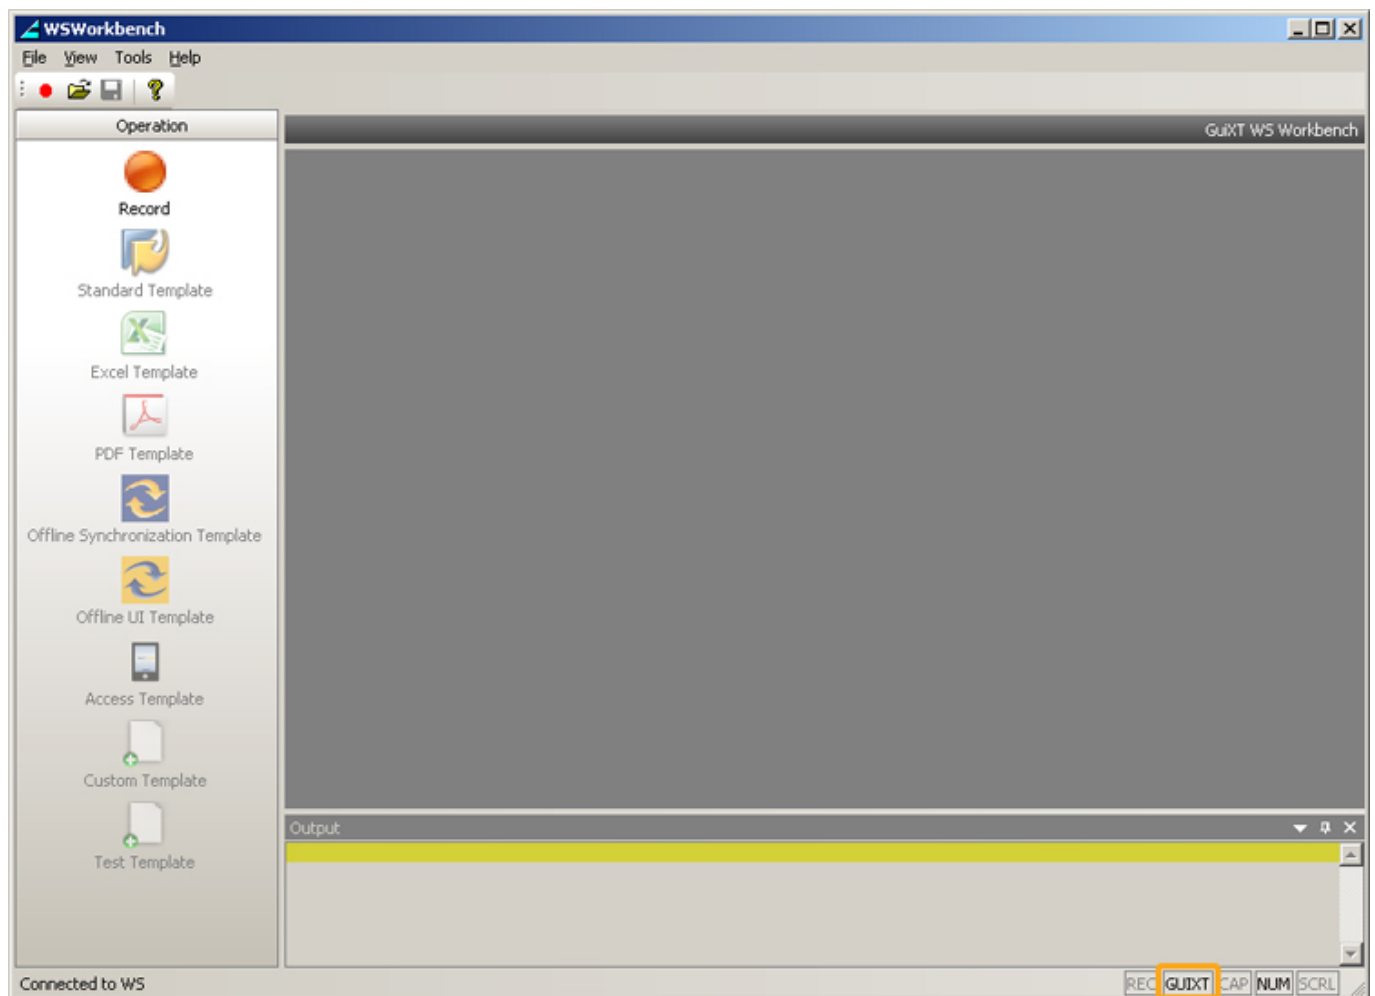 WSWorkbench
File View Tools Help
Operation
GuiXT WS Workbench
Record
Standard Template
Excel Template
PDF Template
Offline Synchronization Template
Offline UI Template
Access Template
Custom Template
Test Template
Output
Connected to WS
REC GUIXT CAP NUM SCRL